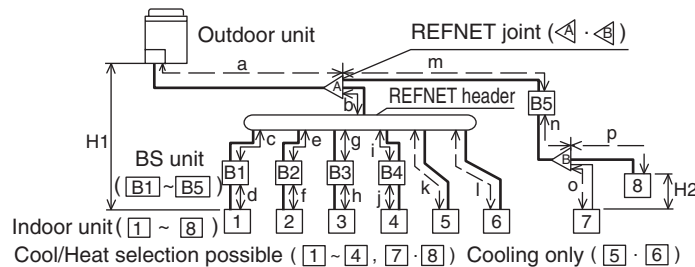 Outdoor unit
REFNET joint (A · B)
a
m
A
b
REFNET header
B5
H1
n
p
c
e
g
i
BS unit
(B1 ~ B5)
B1
B2
B3
B4
k
l
B
o
8
H2
d
f
h
j
Indoor unit (1 ~ 8)
1
2
3
4
5
6
7
Cool/Heat selection possible (1 ~ 4, 7 · 8) Cooling only (5 · 6)